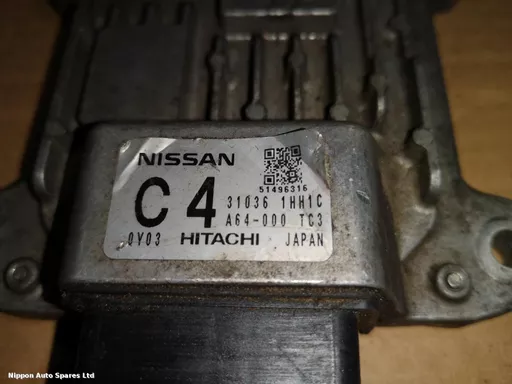 NISSAN
51496316
C4
31036 1HH1C
A64-000 TC3
0Y03 HITACHI JAPAN
Nippon Auto Spares Ltd